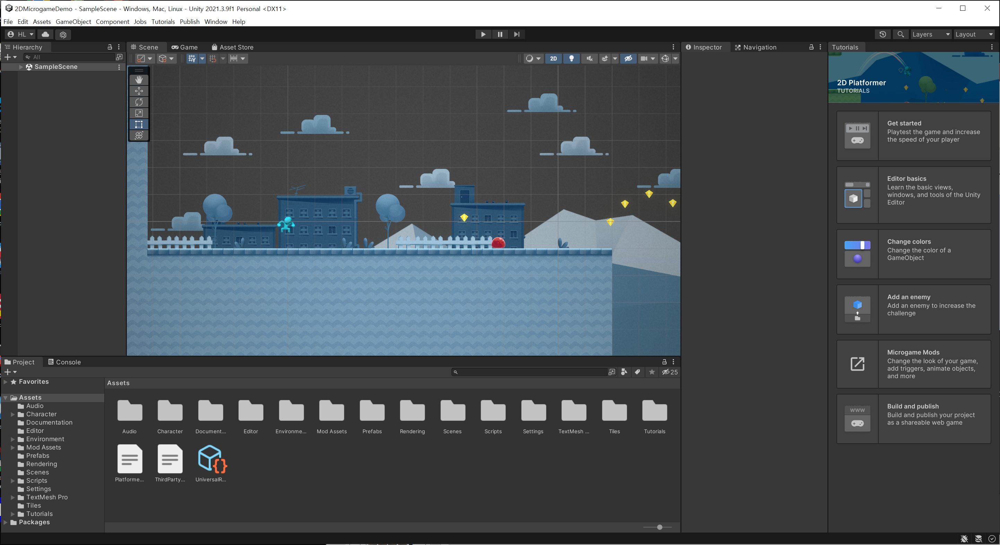 2DMicrogameDemo - SampleScene - Windows, Mac, Linux - Unity 2021.3.9f1 Personal <DX11>
File Edit Assets GameObject Component Jobs Tutorials Publish Window Help
HL
Layers
Layout
Hierarchy
Scene
Game
Asset Store
Inspector
Navigation
Tutorials
All
2D
SampleScene
2D Platformer
TUTORIALS
Get started
Playtest the game and increase
the speed of your player
Editor basics
Learn the basic views,
windows, and tools of the Unity
Editor
Change colors
Change the color of a
GameObject
Add an enemy
Add an enemy to increase the
challenge
Microgame Mods
Change the look of your game,
add triggers, animate objects,
and more
WWW
Build and publish
Build and publish your project
as a shareable web game
Project
Console
25
Favorites
Assets
Audio
Character
Documentation
Editor
Environment
Mod Assets
Prefabs
Rendering
Scenes
Scripts
Settings
TextMesh Pro
Tiles
Tutorials
Packages
Assets
Audio
Character
Document...
Editor
Environme...
Mod Assets
Prefabs
Rendering
Scenes
Scripts
Settings
TextMesh ...
Tiles
Tutorials
Platforme...
ThirdParty...
UniversalR...